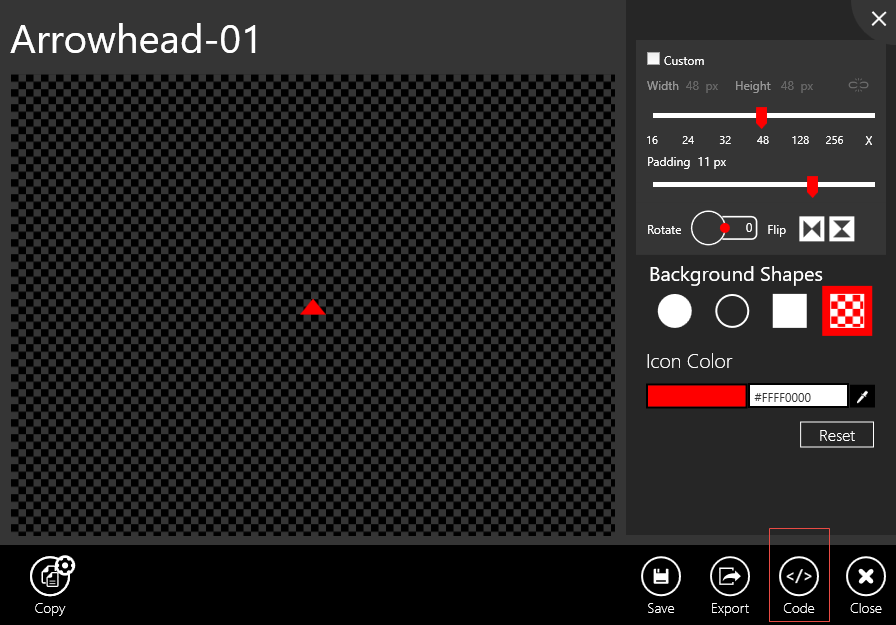 Arrowhead-01
Custom
Width 48 px Height 48 px
16 24 32 48 128 256 X
Padding 11 px
Rotate 0 Flip
Background Shapes
Icon Color
#FFFF0000
Reset
Copy Save Export Code Close